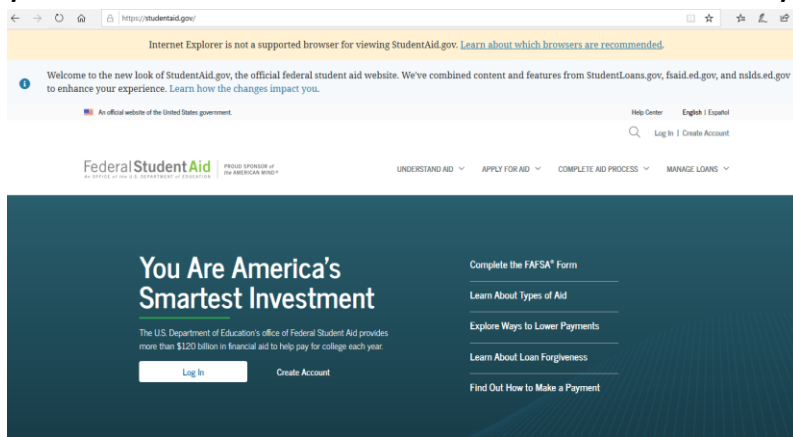 https://studentaid.gov/
Internet Explorer is not a supported browser for viewing StudentAid.gov. Learn about which browsers are recommended.
Welcome to the new look of StudentAid.gov, the official federal student aid website. We've combined content and features from StudentLoans.gov, fsaid.ed.gov, and nslds.ed.gov
to enhance your experience. Learn how the changes impact you.
An official website of the United States government.
Help Center English | Español
Log In | Create Account
Federal Student Aid
An OFFICE of the U.S. DEPARTMENT of EDUCATION
PROUD SPONSOR of
the AMERICAN MIND®
UNDERSTAND AID
APPLY FOR AID
COMPLETE AID PROCESS
MANAGE LOANS
You Are America's
Smartest Investment
The U.S. Department of Education's office of Federal Student Aid provides
more than $120 billion in financial aid to help pay for college each year.
Log In
Create Account
Complete the FAFSA® Form
Learn About Types of Aid
Explore Ways to Lower Payments
Learn About Loan Forgiveness
Find Out How to Make a Payment